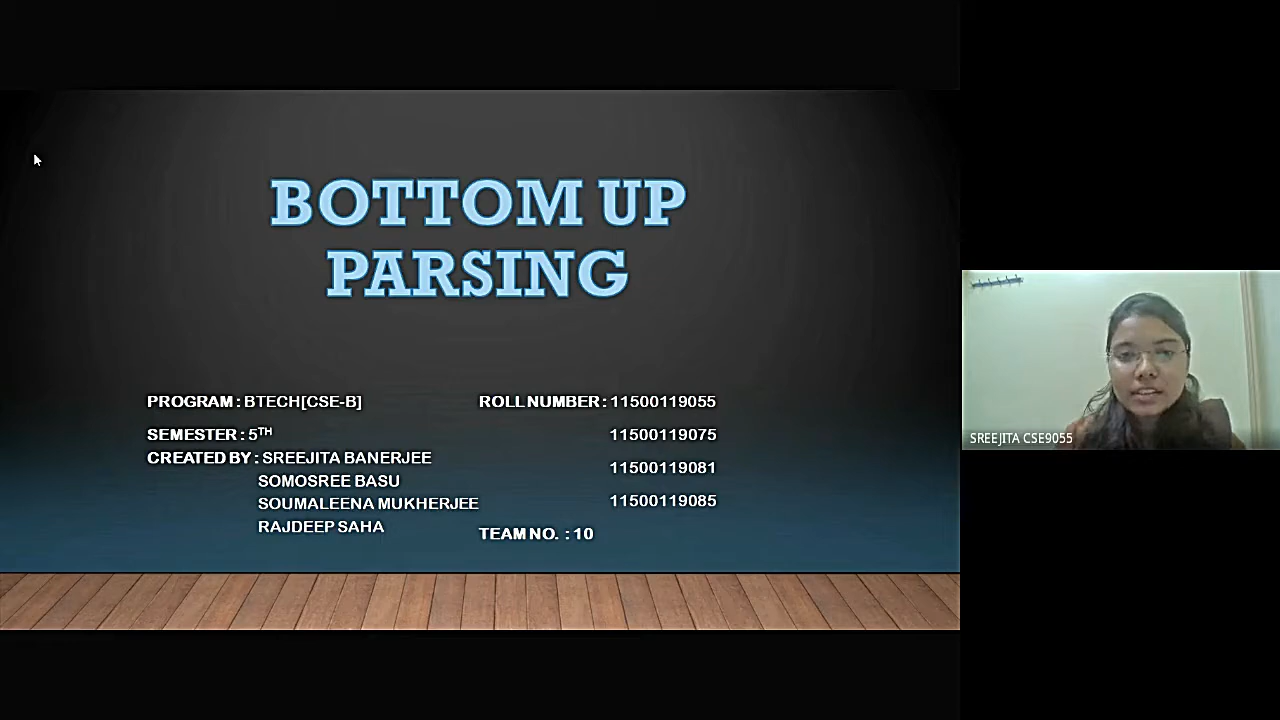 BOTTOM UP
PARSING
PROGRAM : BTECH[CSE-B]
SEMESTER : 5TH
CREATED BY : SREEJITA BANERJEE
SOMOSREE BASU
SOUMALEENA MUKHERJEE
RAJDEEP SAHA
ROLL NUMBER : 11500119055
11500119075
11500119081
11500119085
TEAM NO. : 10
SREEJITA CSE9055